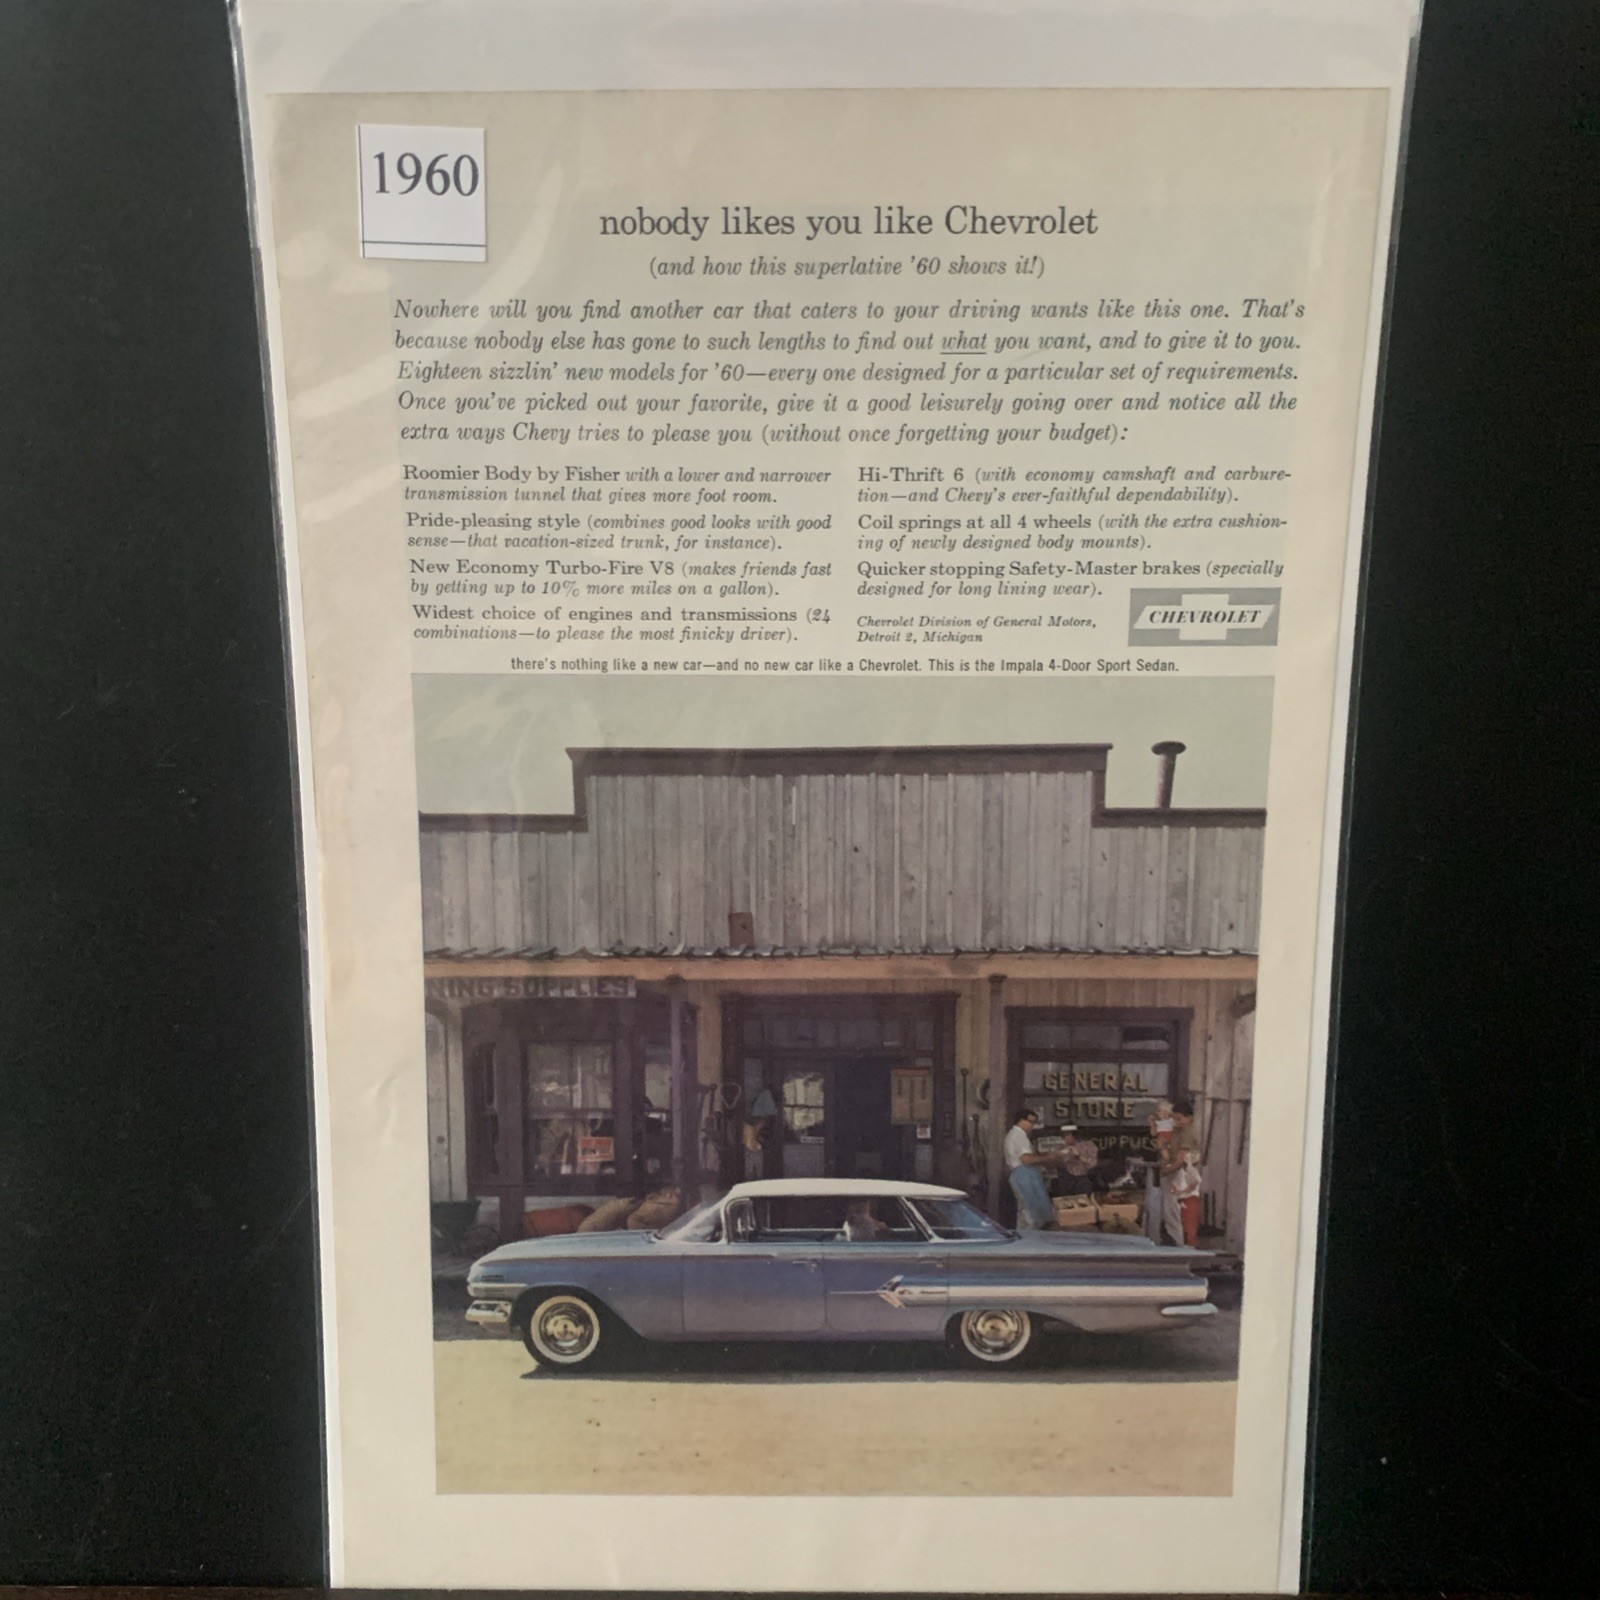 1960
nobody likes you like Chevrolet
(and how this superlative '60 shows it!)
Nowhere will you find another car that caters to your driving wants like this one. That's
because nobody else has gone to such lengths to find out what you want, and to give it to you.
Eighteen sizzlin' new models for '60—every one designed for a particular set of requirements.
Once you've picked out your favorite, give it a good leisurely going over and notice all the
extra ways Chevy tries to please you (without once forgetting your budget):
Roomier Body by Fisher with a lower and narrower
transmission tunnel that gives more foot room.
Pride-pleasing style (combines good looks with good
sense—that vacation-sized trunk, for instance).
New Economy Turbo-Fire V8 (makes friends fast
by getting up to 10% more miles on a gallon).
Widest choice of engines and transmissions (24
combinations—to please the most finicky driver).
Hi-Thrift 6 (with economy camshaft and carbure-
tion—and Chevy's ever-faithful dependability).
Coil springs at all 4 wheels (with the extra cushion-
ing of newly designed body mounts).
Quicker stopping Safety-Master brakes (specially
designed for long lining wear).
Chevrolet Division of General Motors,
Detroit 2, Michigan
CHEVROLET
there's nothing like a new car—and no new car like a Chevrolet. This is the Impala 4-Door Sport Sedan.
NING SUPPLIES
GENERAL
STORE
SUPPLIES